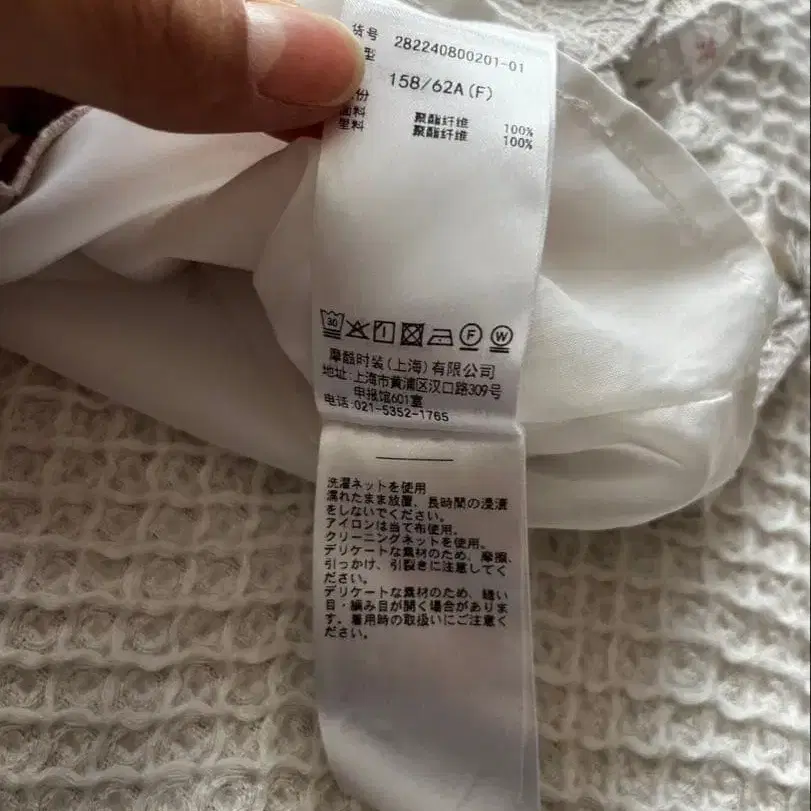 货号 282240800201-01
型 158/62A(F)
份
面料 聚酯纤维 100%
里料 聚酯纤维 100%
30 F W
摩酷时装(上海)有限公司
地址:上海市黄浦区汉口路309号
申报馆601室
电话:021-5352-1765
洗濯ネットを使用
濡れたまま放置、長時間の浸漬
をしないでください。
アイロンは当て布使用。
クリーニングネットを使用。
デリケートな素材のため、摩擦、
引っかけ、引裂きに注意してく
ださい。
デリケートな素材のため、縫い
目・編み目が開く場合がありま
す。着用時の取扱いにご注意く
ださい。